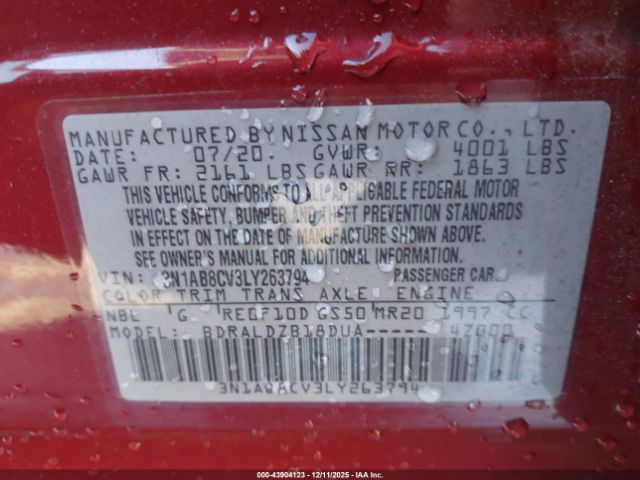 MANUFACTURED BY NISSAN MOTOR CO., LTD.
DATE: 07/20. GVWR: 4001 LBS
GAWR FR: 2161 LBS GAWR RR: 1863 LBS
THIS VEHICLE CONFORMS TO ALL APPLICABLE FEDERAL MOTOR
VEHICLE SAFETY, BUMPER AND THEFT PREVENTION STANDARDS
IN EFFECT ON THE DATE OF MANUFACTURE SHOWN ABOVE.
SEE OWNER'S MANUAL FOR ADDITIONAL INFORMATION.
VIN: 3N1AB8CV3LY263794 PASSENGER CAR
COLOR TRIM TRANS AXLE ENGINE
NBL G RE0F10D GS50 MR20 1997 CC
MODEL: BDRALDZB18DUA-----
3N1AB8CV3LY263794
000-43904123 - 12/11/2025 - IAA Inc.